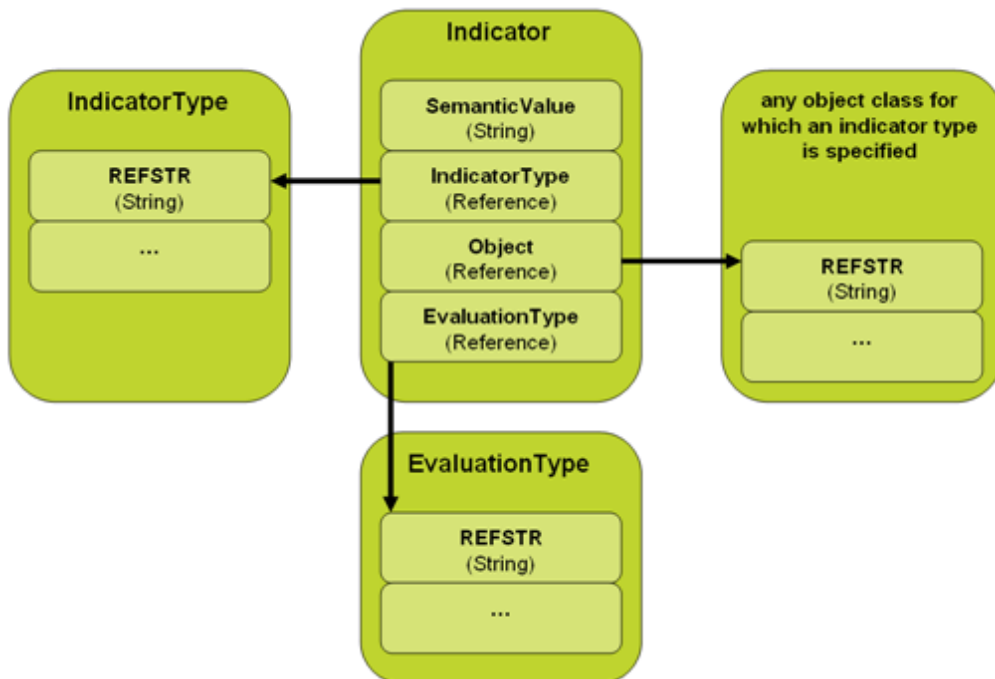 Indicator
SemanticValue
(String)
IndicatorType
(Reference)
Object
(Reference)
EvaluationType
(Reference)
IndicatorType
REFSTR
(String)
...
any object class for
which an indicator type
is specified
REFSTR
(String)
...
EvaluationType
REFSTR
(String)
...